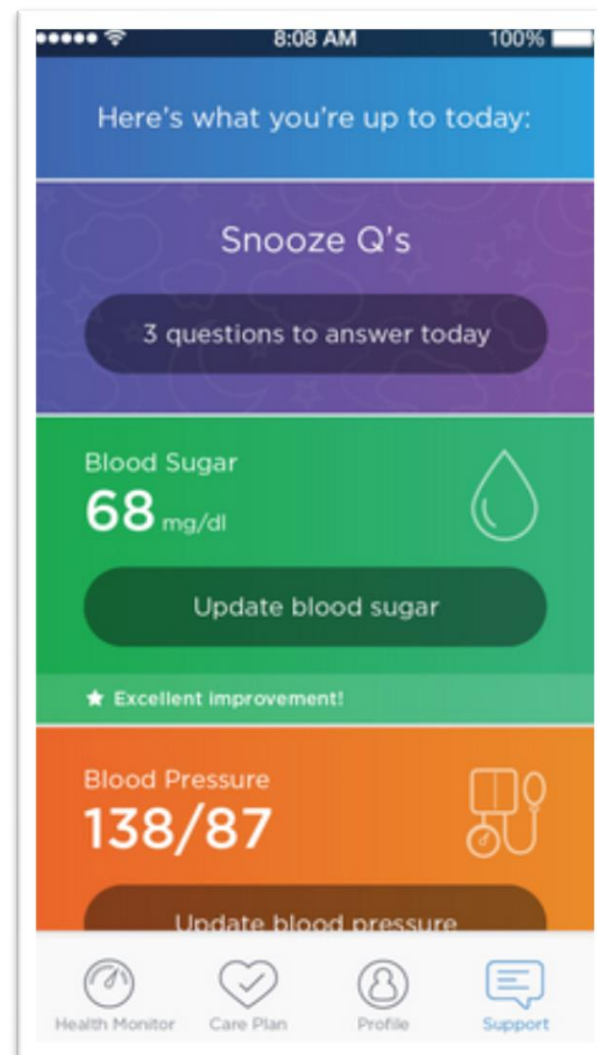 8:08 AM 100%
Here's what you're up to today:
Snooze Q's
3 questions to answer today
Blood Sugar
68 mg/dl
Update blood sugar
★ Excellent improvement!
Blood Pressure
138/87
Update blood pressure
Health Monitor Care Plan Profile Support